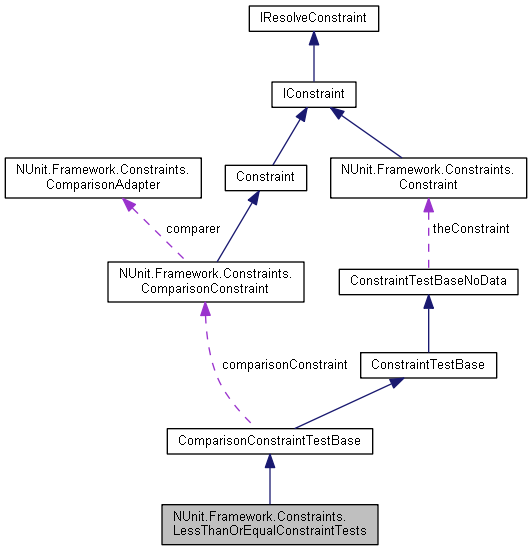 IResolveConstraint
IConstraint
Constraint
NUnit.Framework.Constraints.
Constraint
NUnit.Framework.Constraints.
ComparisonAdapter
comparer
theConstraint
NUnit.Framework.Constraints.
ComparisonConstraint
ConstraintTestBaseNoData
comparisonConstraint
ConstraintTestBase
ComparisonConstraintTestBase
NUnit.Framework.Constraints.
LessThanOrEqualConstraintTests